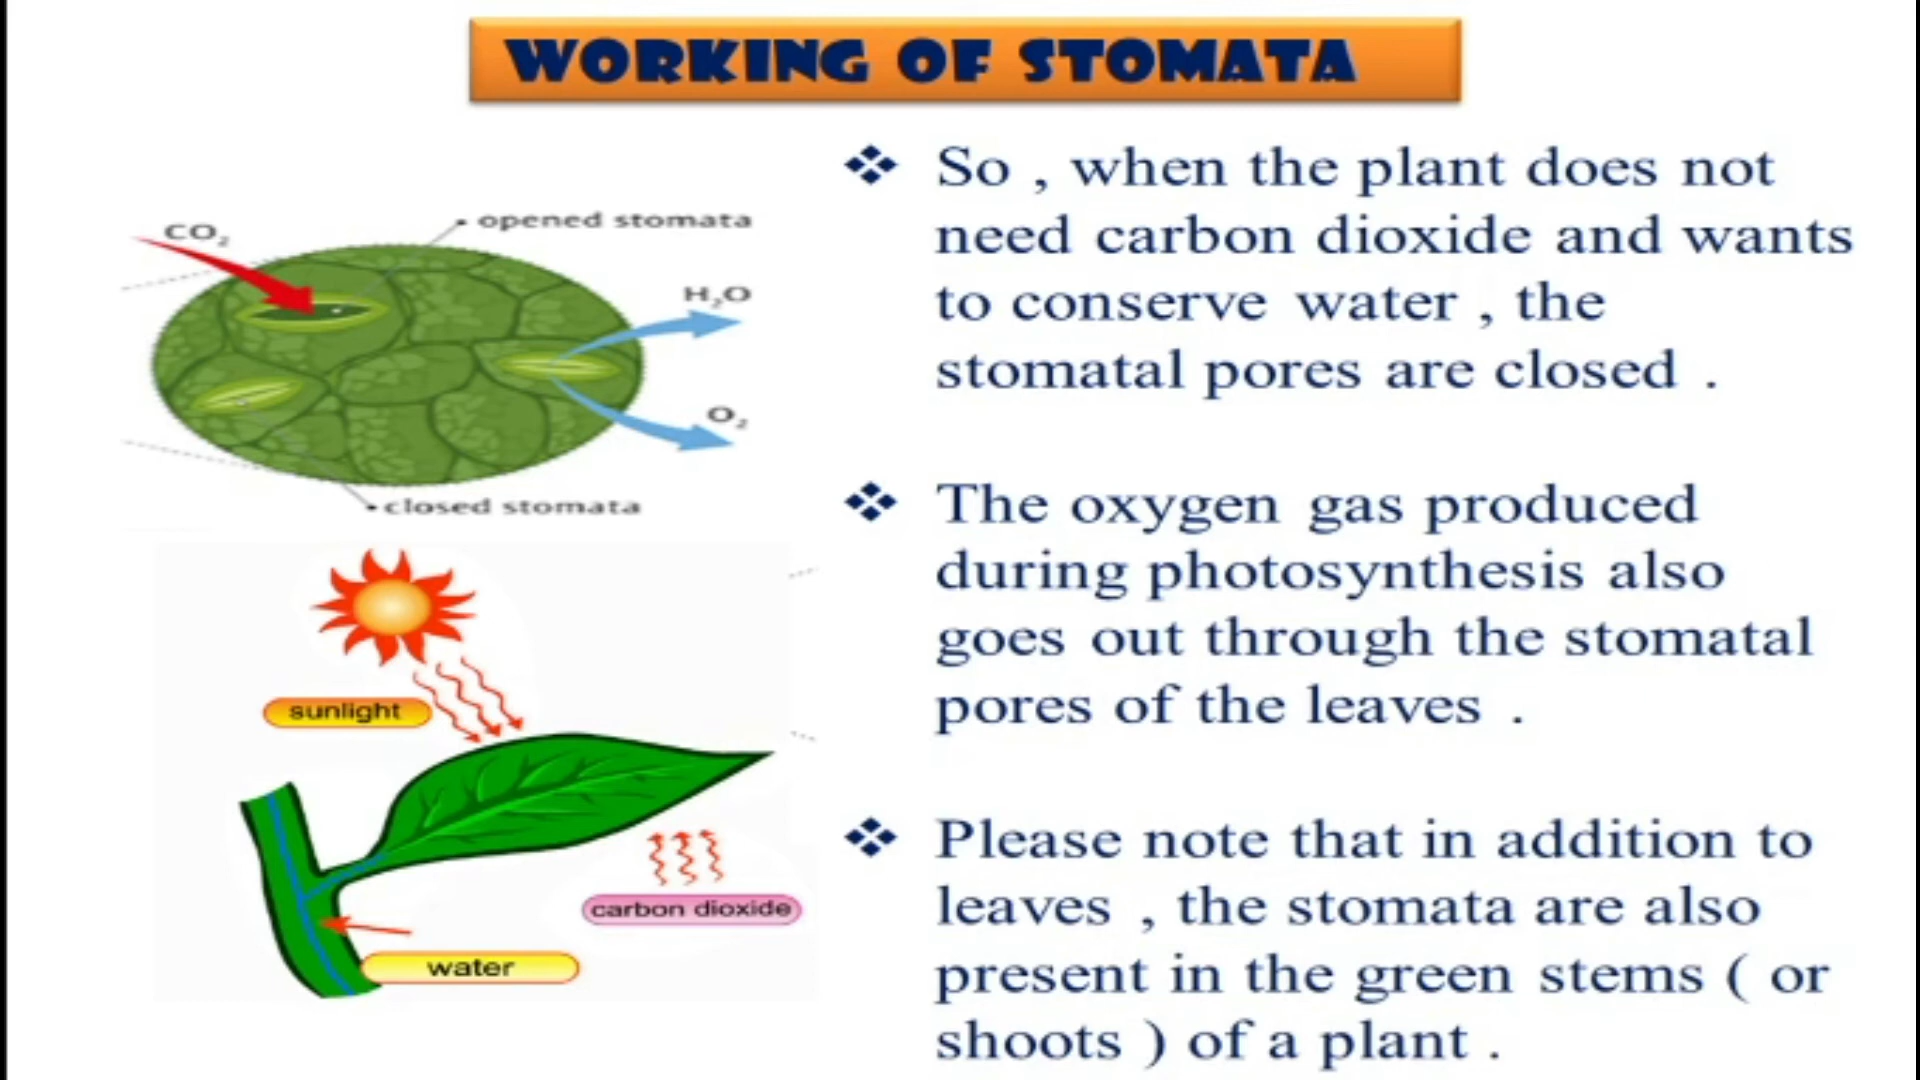 WORKING OF STOMATA
CO2
opened stomata
H2O
O2
closed stomata
sunlight
carbon dioxide
water
So , when the plant does not
need carbon dioxide and wants
to conserve water , the
stomatal pores are closed .
The oxygen gas produced
during photosynthesis also
goes out through the stomatal
pores of the leaves .
Please note that in addition to
leaves , the stomata are also
present in the green stems ( or
shoots ) of a plant .